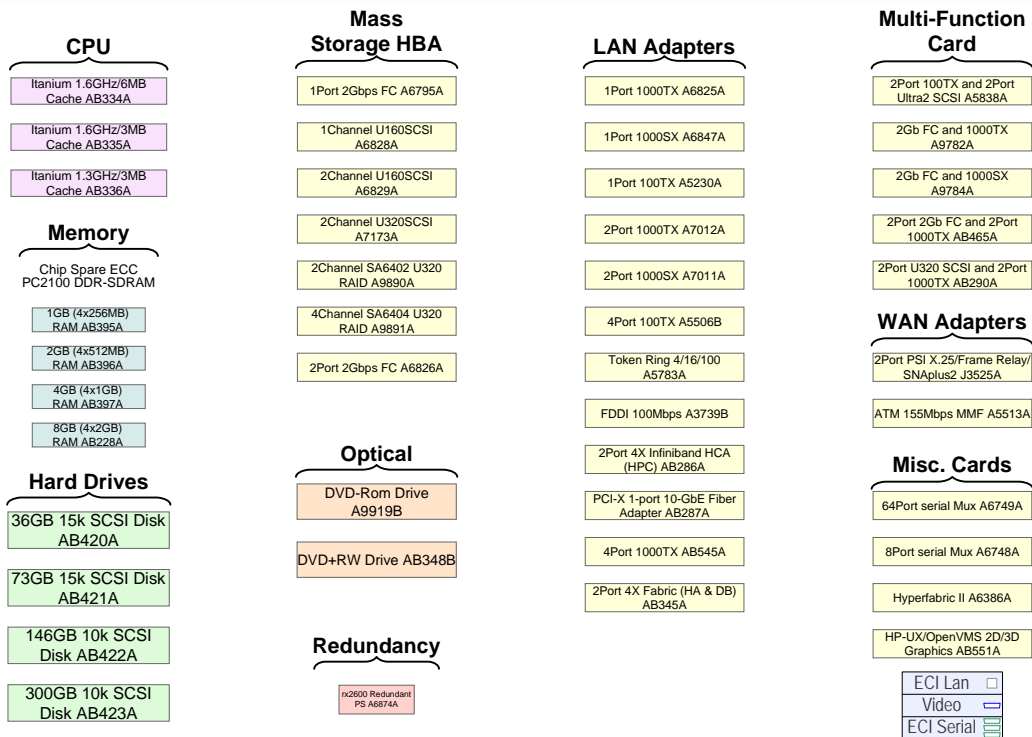 CPU
Itanium 1.6GHz/6MB
Cache AB334A
Itanium 1.6GHz/3MB
Cache AB335A
Itanium 1.3GHz/3MB
Cache AB336A
Memory
Chip Spare ECC
PC2100 DDR-SDRAM
1GB (4x256MB)
RAM AB395A
2GB (4x512MB)
RAM AB396A
4GB (4x1GB)
RAM AB397A
8GB (4x2GB)
RAM AB228A
Hard Drives
36GB 15k SCSI Disk
AB420A
73GB 15k SCSI Disk
AB421A
146GB 10k SCSI
Disk AB422A
300GB 10k SCSI
Disk AB423A
Mass
Storage HBA
1Port 2Gbps FC A6795A
1Channel U160SCSI
A6828A
2Channel U160SCSI
A6829A
2Channel U320SCSI
A7173A
2Channel SA6402 U320
RAID A9890A
4Channel SA6404 U320
RAID A9891A
2Port 2Gbps FC A6826A
Optical
DVD-Rom Drive
A9919B
DVD+RW Drive AB348B
Redundancy
rx2600 Redundant
PS A6874A
LAN Adapters
1Port 1000TX A6825A
1Port 1000SX A6847A
1Port 100TX A5230A
2Port 1000TX A7012A
2Port 1000SX A7011A
4Port 100TX A5506B
Token Ring 4/16/100
A5783A
FDDI 100Mbps A3739B
2Port 4X Infiniband HCA
(HPC) AB286A
PCI-X 1-port 10-GbE Fiber
Adapter AB287A
4Port 1000TX AB545A
2Port 4X Fabric (HA & DB)
AB345A
Multi-Function
Card
2Port 100TX and 2Port
Ultra2 SCSI A5838A
2Gb FC and 1000TX
A9782A
2Gb FC and 1000SX
A9784A
2Port 2Gb FC and 2Port
1000TX AB465A
2Port U320 SCSI and 2Port
1000TX AB290A
WAN Adapters
2Port PSI X.25/Frame Relay/
SNAplus2 J3525A
ATM 155Mbps MMF A5513A
Misc. Cards
64Port serial Mux A6749A
8Port serial Mux A6748A
Hyperfabric II A6386A
HP-UX/OpenVMS 2D/3D
Graphics AB551A
ECI Lan
Video
ECI Serial